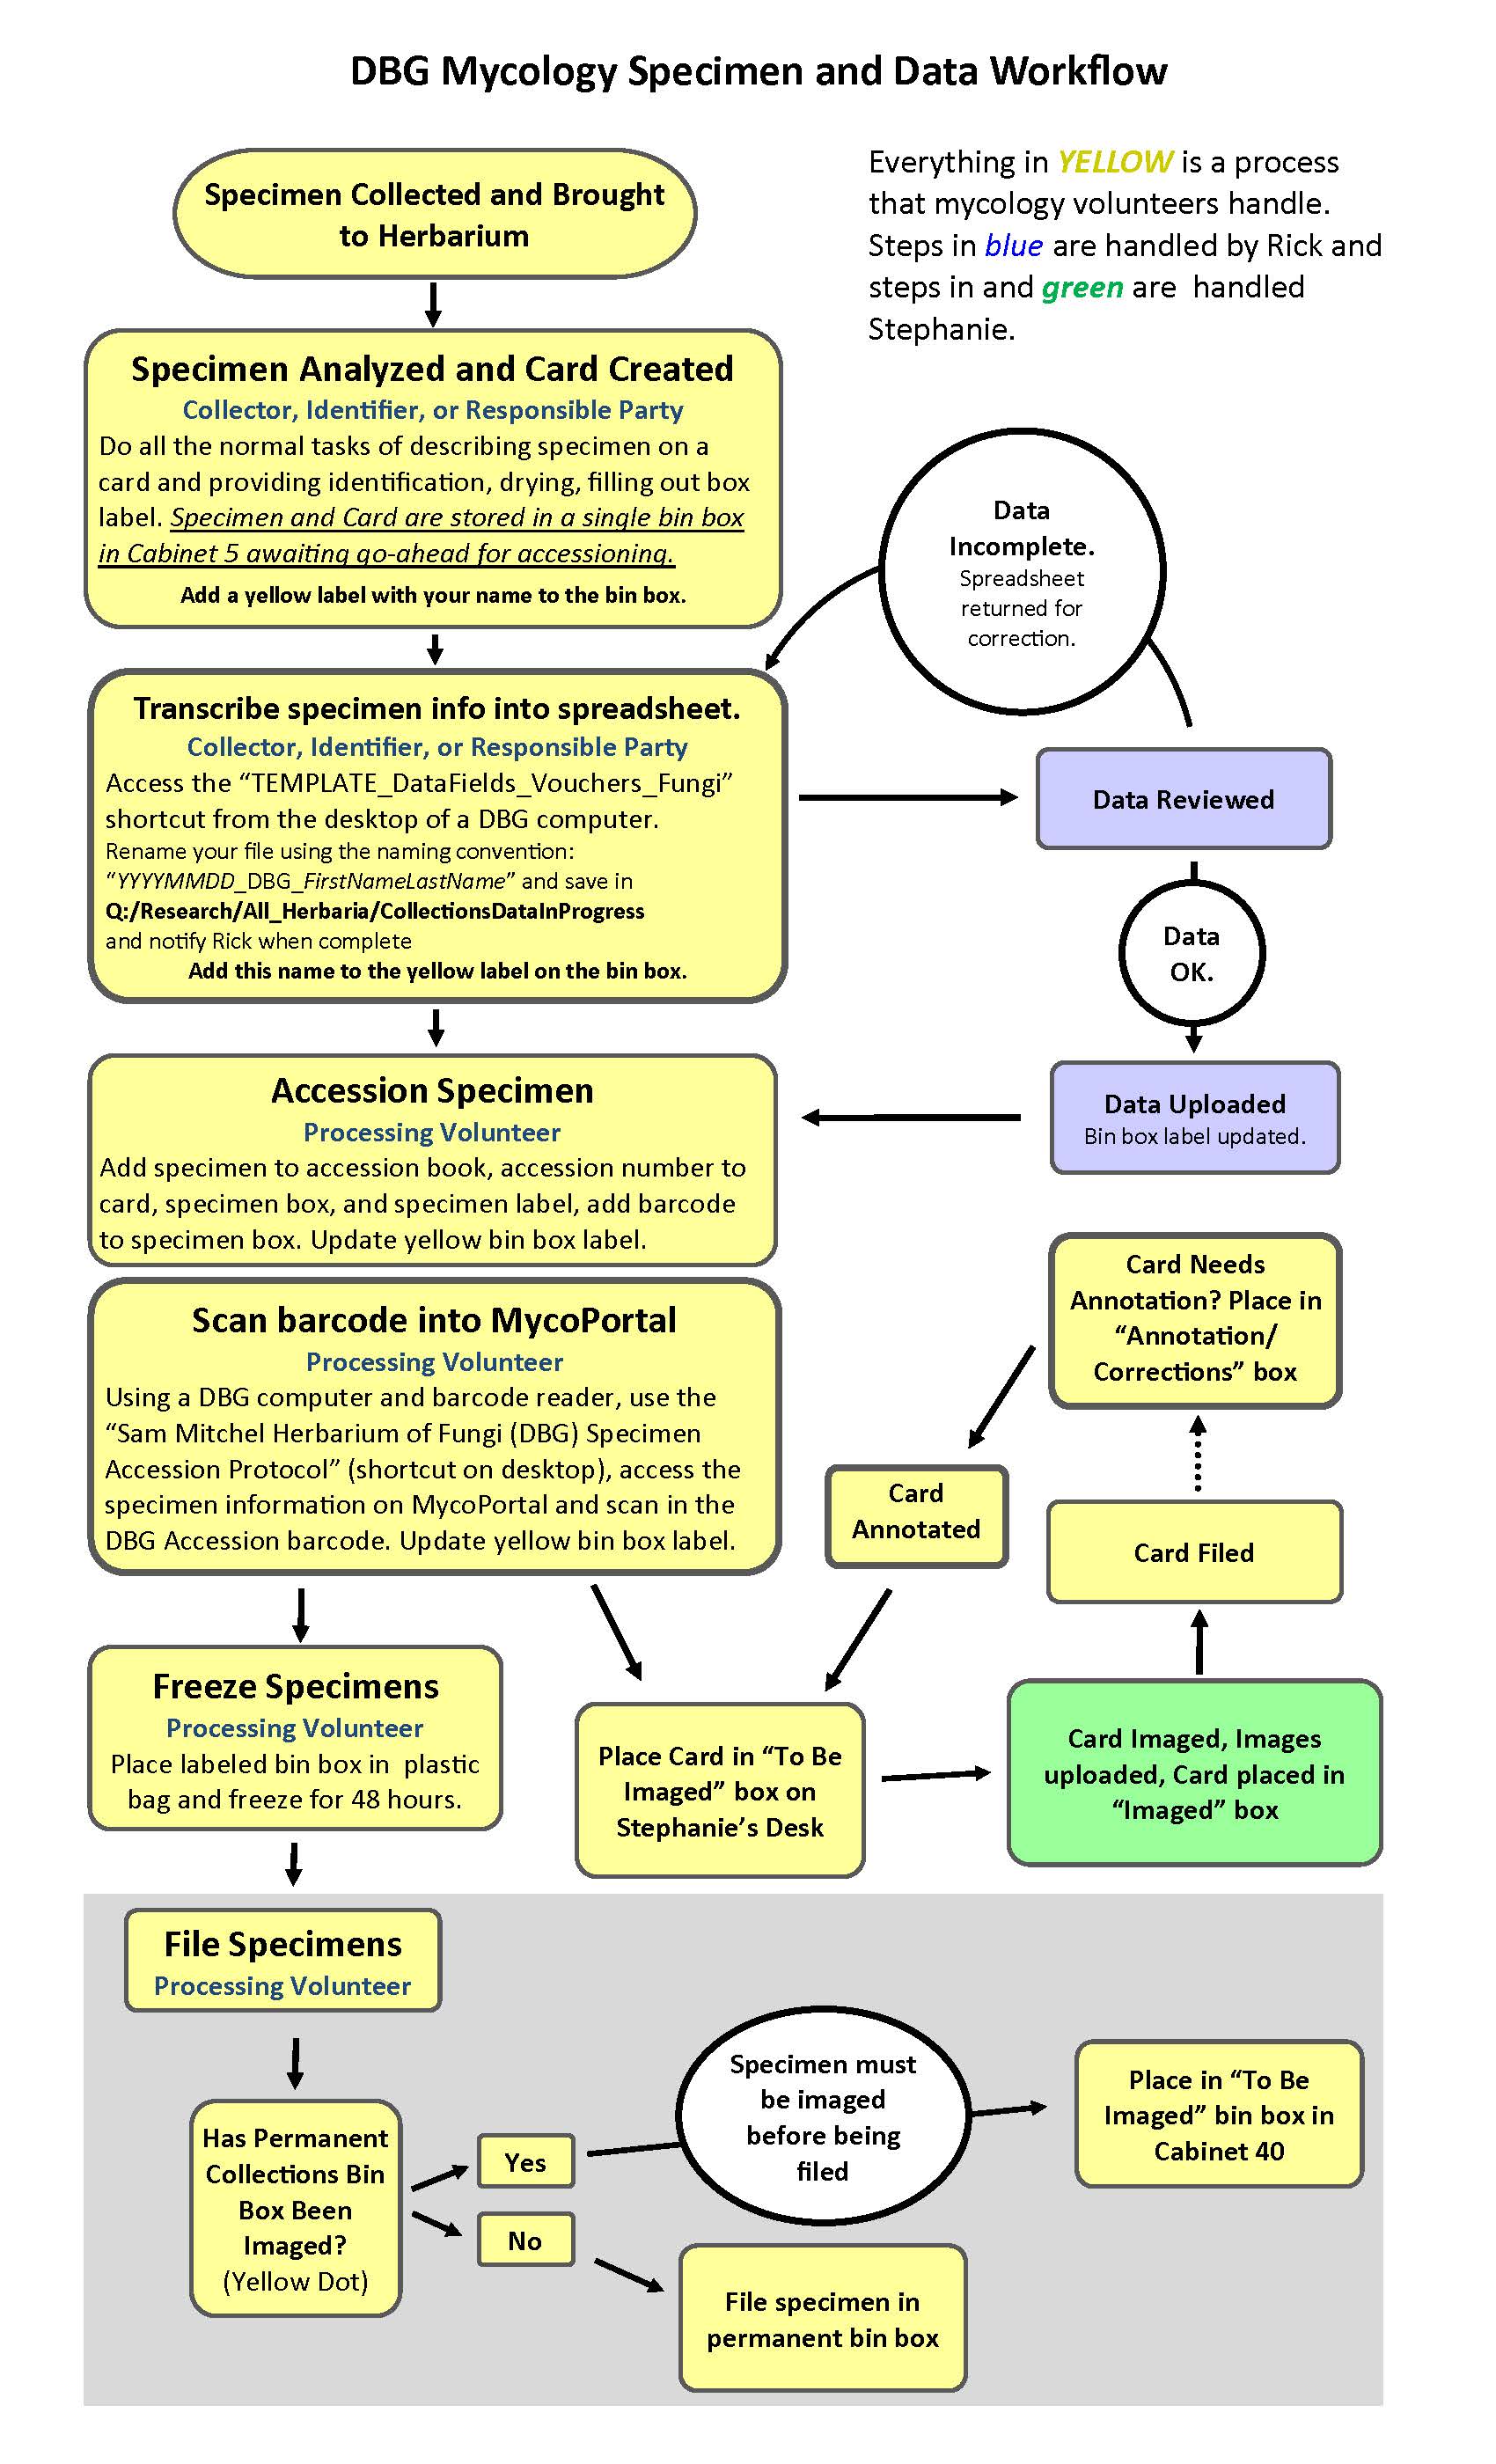 DBG Mycology Specimen and Data Workflow
Specimen Collected and Brought
to Herbarium
Everything in YELLOW is a process
that mycology volunteers handle.
Steps in blue are handled by Rick and
steps in and green are  handled
Stephanie.
Specimen Analyzed and Card Created
Collector, Identifier, or Responsible Party
Do all the normal tasks of describing specimen on a
card and providing identification, drying, filling out box
label. Specimen and Card are stored in a single bin box
in Cabinet 5 awaiting go-ahead for accessioning.
Add a yellow label with your name to the bin box.
Data
Incomplete.
Spreadsheet
returned for
correction.
Transcribe specimen info into spreadsheet.
Collector, Identifier, or Responsible Party
Access the “TEMPLATE_DataFields_Vouchers_Fungi”
shortcut from the desktop of a DBG computer.
Rename your file using the naming convention:
“YYYYMMDD_DBG_FirstNameLastName” and save in
Q:/Research/All_Herbaria/CollectionsDataInProgress
and notify Rick when complete
Add this name to the yellow label on the bin box.
Data Reviewed
Data
OK.
Data Uploaded
Bin box label updated.
Accession Specimen
Processing Volunteer
Add specimen to accession book, accession number to
card, specimen box, and specimen label, add barcode
to specimen box. Update yellow bin box label.
Scan barcode into MycoPortal
Processing Volunteer
Using a DBG computer and barcode reader, use the
“Sam Mitchel Herbarium of Fungi (DBG) Specimen
Accession Protocol” (shortcut on desktop), access the
specimen information on MycoPortal and scan in the
DBG Accession barcode. Update yellow bin box label.
Card Needs
Annotation? Place in
“Annotation/
Corrections” box
Card
Annotated
Card Filed
Freeze Specimens
Processing Volunteer
Place labeled bin box in  plastic
bag and freeze for 48 hours.
Place Card in “To Be
Imaged” box on
Stephanie’s Desk
Card Imaged, Images
uploaded, Card placed in
“Imaged” box
File Specimens
Processing Volunteer
Has Permanent
Collections Bin
Box Been
Imaged?
(Yellow Dot)
Yes
No
Specimen must
be imaged
before being
filed
Place in “To Be
Imaged” bin box in
Cabinet 40
File specimen in
permanent bin box